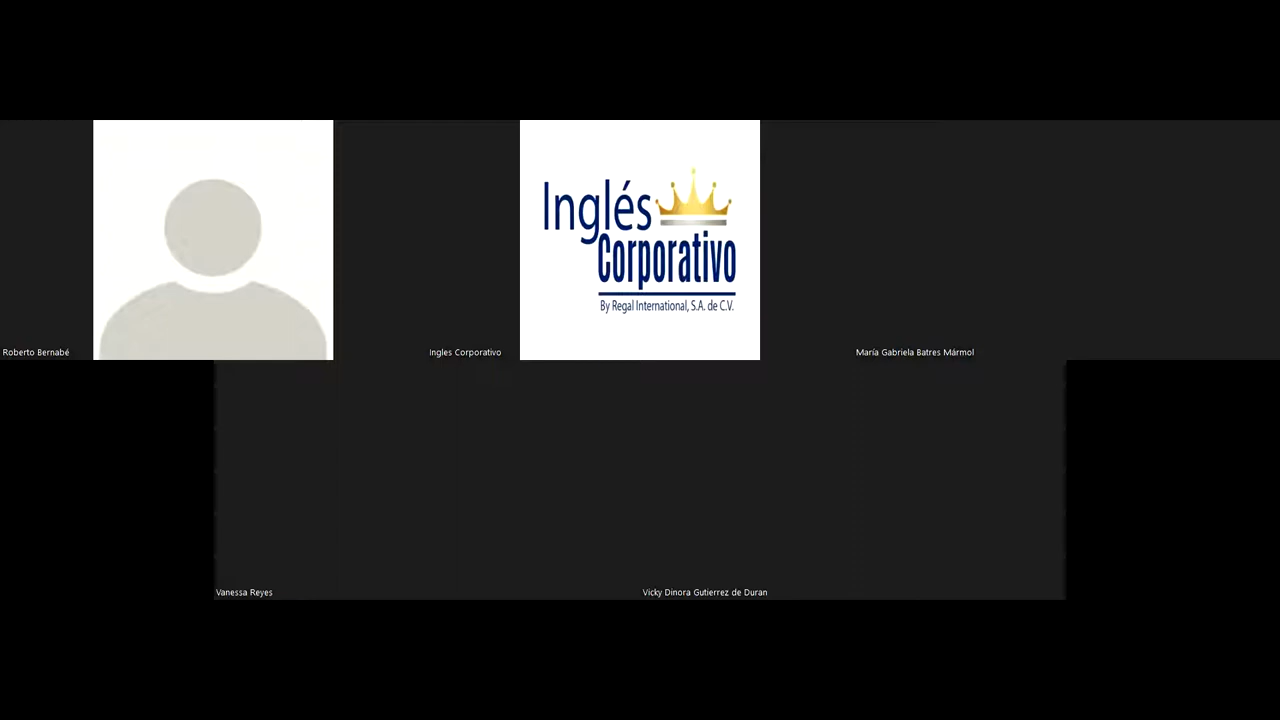 Inglés
Corporativo
By Regal International, S.A. de C.V.
Roberto Bernabé
Ingles Corporativo
María Gabriela Batres Mármol
Vanessa Reyes
Vicky Dinora Gutierrez de Duran